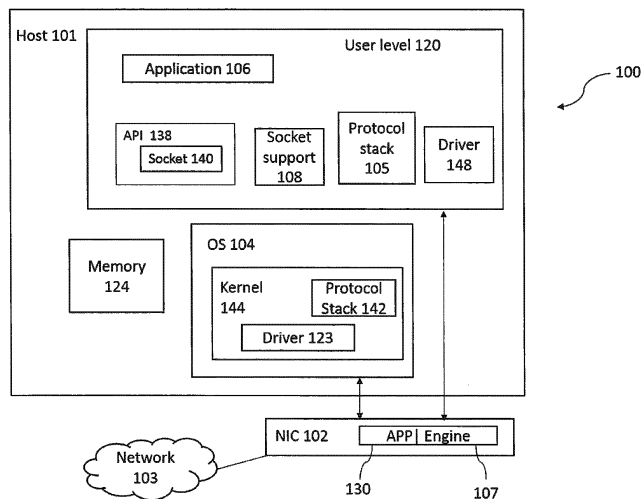 Host 101
User level 120
Application 106
100
API 138
Socket 140
Socket
support
108
Protocol
stack
105
Driver
148
Memory
124
OS 104
Kernel
144
Protocol
Stack 142
Driver 123
NIC 102
APP| Engine
Network
103
130
107